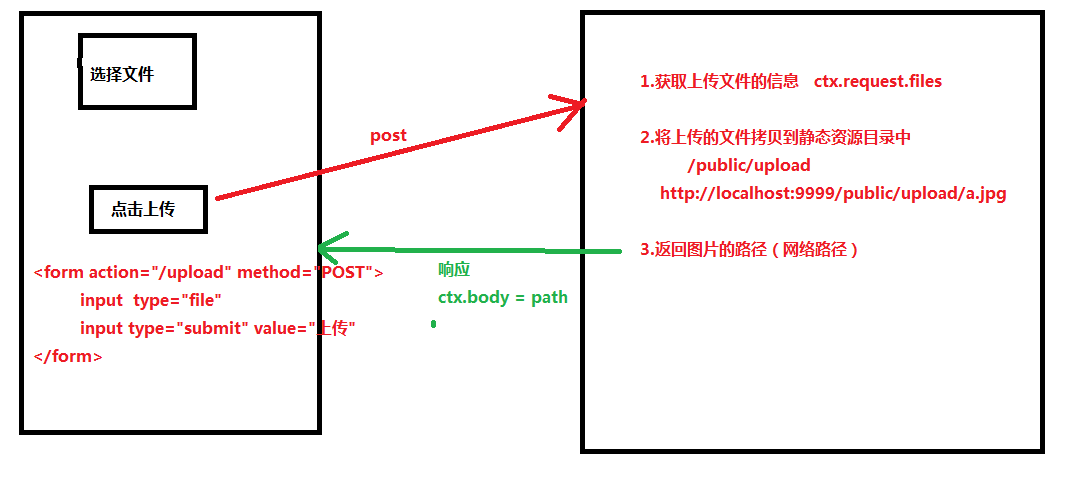 选择文件
点击上传
<form action="/upload" method="POST">
input type="file"
input type="submit" value="上传"
</form>
post
响应
ctx.body = path
1.获取上传文件的信息 ctx.request.files
2.将上传的文件拷贝到静态资源目录中
/public/upload
http://localhost:9999/public/upload/a.jpg
3.返回图片的路径（网络路径）